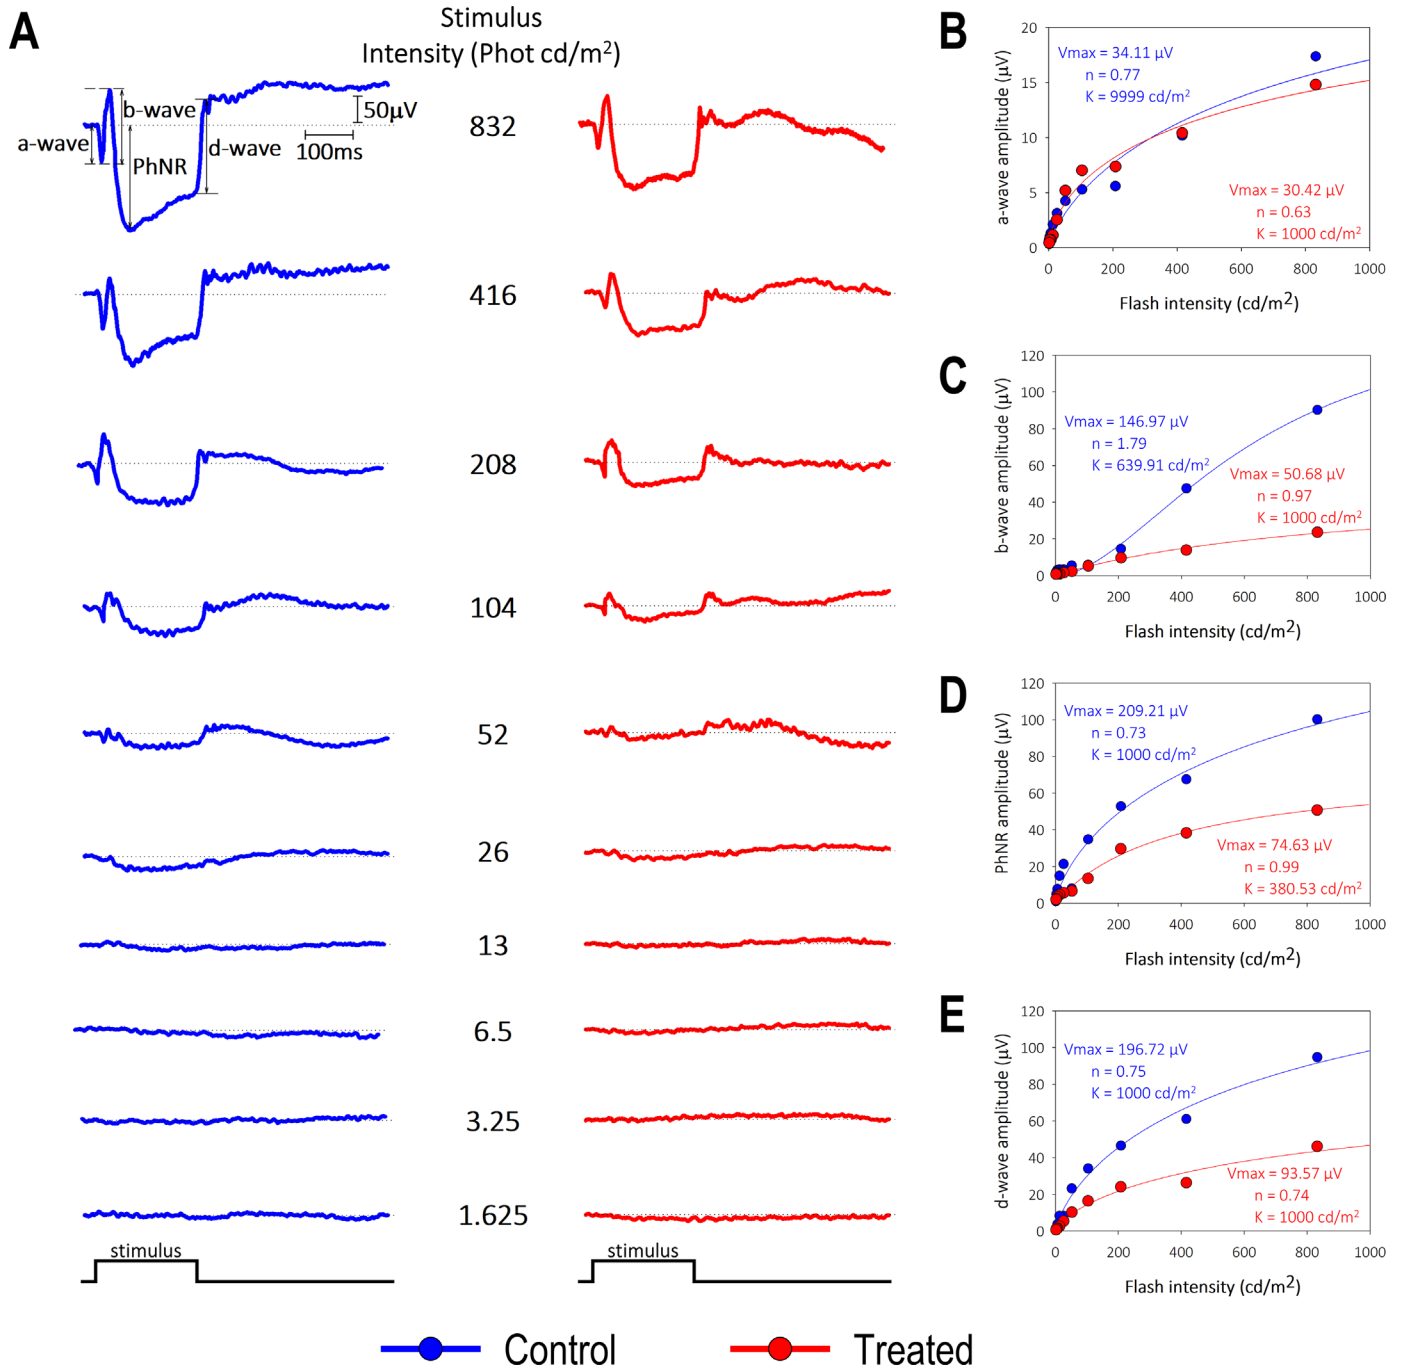 A
Stimulus
Intensity (Phot cd/m²)
b-wave
50µV
a-wave
PhNR
d-wave
100ms
832
416
208
104
52
26
13
6.5
3.25
1.625
stimulus
stimulus
B
a-wave amplitude (µV)
20
15
10
5
0
Vmax = 34.11 µV
n = 0.77
K = 9999 cd/m²
Vmax = 30.42 µV
n = 0.63
K = 1000 cd/m²
0 200 400 600 800 1000
Flash intensity (cd/m²)
C
b-wave amplitude (µV)
120
100
80
60
40
20
0
Vmax = 146.97 µV
n = 1.79
K = 639.91 cd/m²
Vmax = 50.68 µV
n = 0.97
K = 1000 cd/m²
0 200 400 600 800 1000
Flash intensity (cd/m²)
D
PhNR amplitude (µV)
120
100
80
60
40
20
0
Vmax = 209.21 µV
n = 0.73
K = 1000 cd/m²
Vmax = 74.63 µV
n = 0.99
K = 380.53 cd/m²
0 200 400 600 800 1000
Flash intensity (cd/m²)
E
d-wave amplitude (µV)
120
100
80
60
40
20
0
Vmax = 196.72 µV
n = 0.75
K = 1000 cd/m²
Vmax = 93.57 µV
n = 0.74
K = 1000 cd/m²
0 200 400 600 800 1000
Flash intensity (cd/m²)
Control
Treated